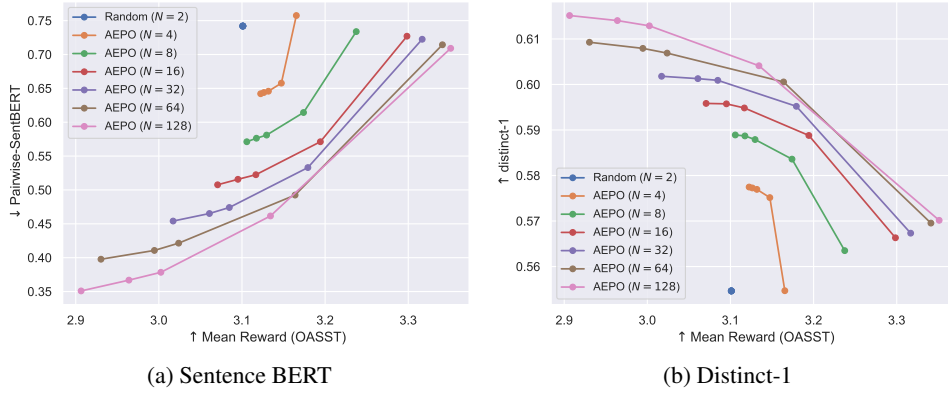 0.75
0.70
0.65
0.60
0.55
0.50
0.45
0.40
0.35
↓ Pairwise-SentBERT
Random (N = 2)
AEPO (N = 4)
AEPO (N = 8)
AEPO (N = 16)
AEPO (N = 32)
AEPO (N = 64)
AEPO (N = 128)
2.9 3.0 3.1 3.2 3.3
↑ Mean Reward (OASST)
(a) Sentence BERT
0.61
0.60
0.59
0.58
0.57
0.56
↑ distinct-1
Random (N = 2)
AEPO (N = 4)
AEPO (N = 8)
AEPO (N = 16)
AEPO (N = 32)
AEPO (N = 64)
AEPO (N = 128)
2.9 3.0 3.1 3.2 3.3
↑ Mean Reward (OASST)
(b) Distinct-1